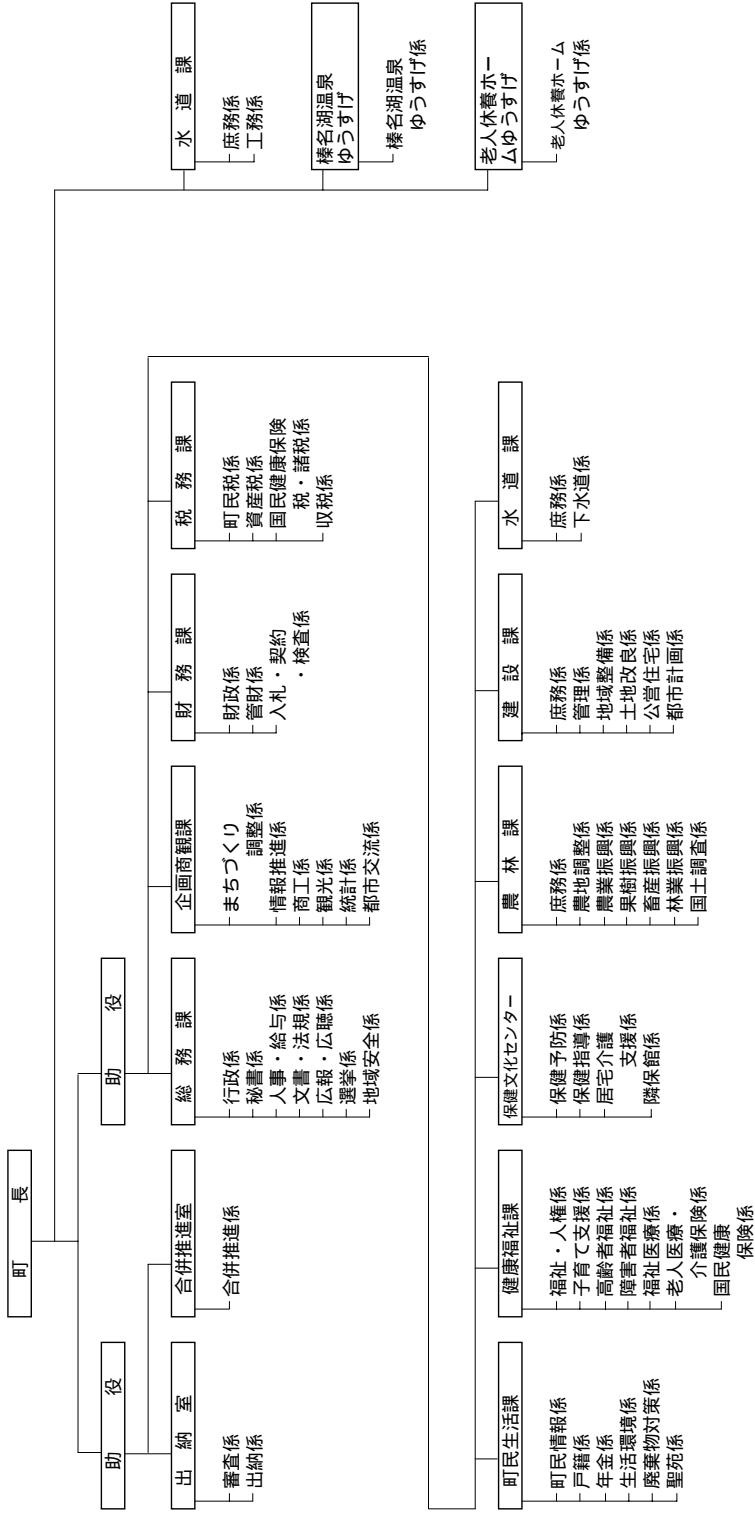 町長
助役
出納室
審査係
出納係
合併推進室
合併推進係
助役
総務課
行政係
秘書係
人事・給与係
文書・法規係
広報・広聴係
選挙係
地域安全係
企画商観課
まちづくり
調整係
情報推進係
商工係
観光係
統計係
都市交流係
財務課
財政係
管財係
入札・契約
・検査係
税務課
町民税係
資産税係
国民健康保険
税・諸税係
収税係
町民生活課
町民情報係
戸籍係
年金係
生活環境係
廃棄物対策係
聖苑係
健康福祉課
福祉・人権係
子育て支援係
高齢者福祉係
障害者福祉係
福祉医療係
老人医療・
介護保険係
国民健康
保険係
保健文化センター
保健予防係
保健指導係
居宅介護
支援係
隣保館係
農林課
庶務係
農地調整係
農業振興係
果樹振興係
畜産振興係
林業振興係
国土調査係
建設課
庶務係
管理係
地域整備係
土地改良係
公営住宅係
都市計画係
水道課
庶務係
下水道係
水道課
庶務係
工務係
榛名湖温泉
ゆうすげ
榛名湖温泉
ゆうすげ係
老人休養ホー
ムゆうすげ
老人休養ホーム
ゆうすげ係